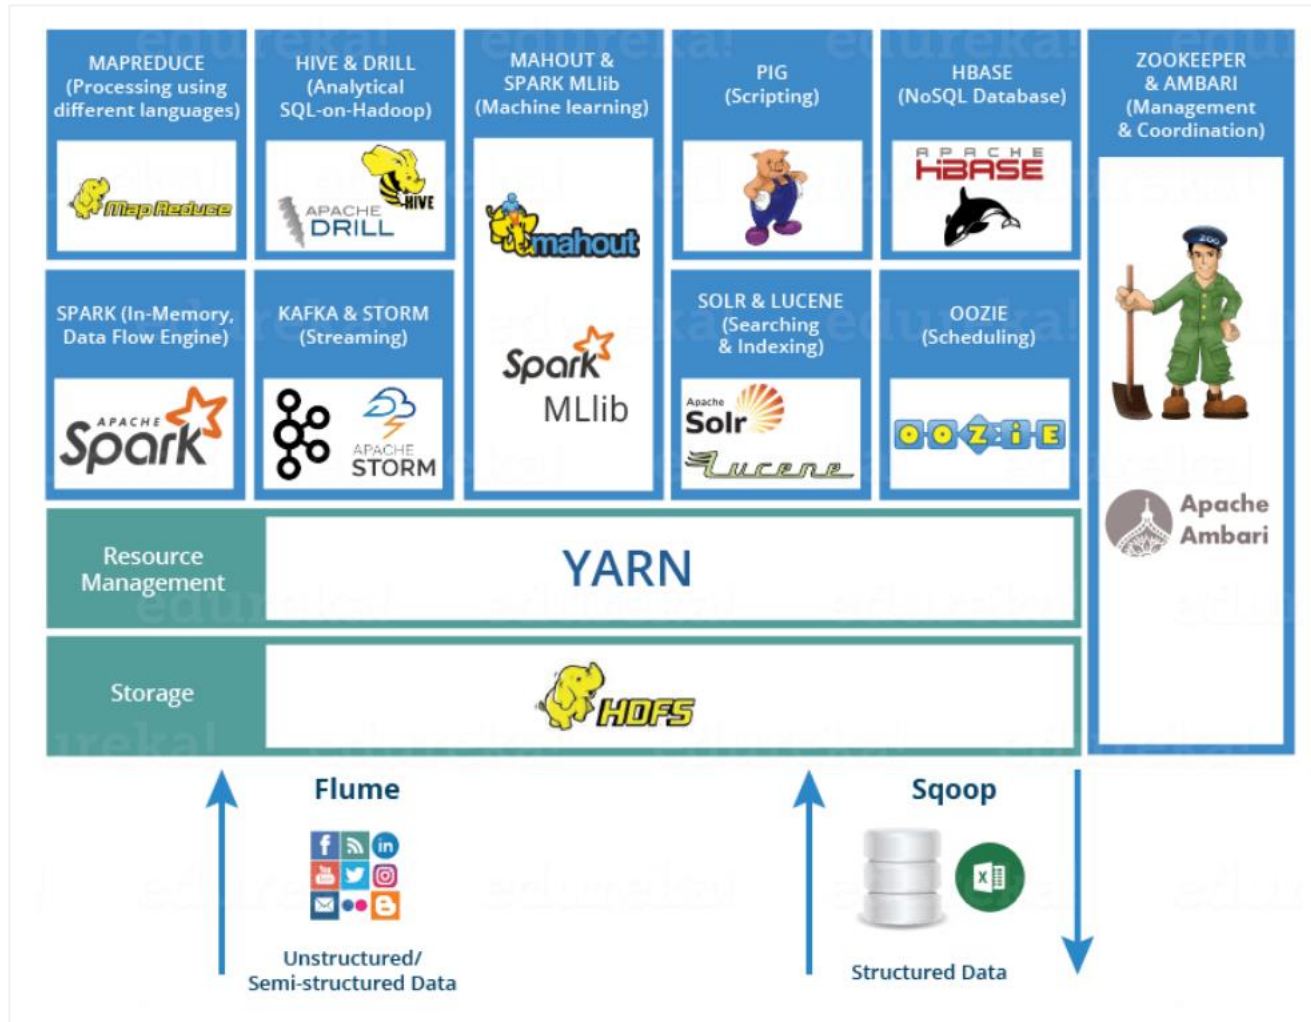 MAPREDUCE
(Processing using
different languages)
Map Reduce
HIVE & DRILL
(Analytical
SQL-on-Hadoop)
HIVE
APACHE
DRILL
MAHOUT &
SPARK MLlib
(Machine learning)
mahout
Spark
MLlib
PIG
(Scripting)
HBASE
(NoSQL Database)
APACHE
HBASE
ZOOKEEPER
& AMBARI
(Management
& Coordination)
ZOO
Apache
Ambari
SPARK (In-Memory,
Data Flow Engine)
APACHE
Spark
KAFKA & STORM
(Streaming)
APACHE
STORM
SOLR & LUCENE
(Searching
& Indexing)
Apache
Solr
Lucene
OOZIE
(Scheduling)
OOZiE
Resource
Management
YARN
Storage
HDFS
Flume
Unstructured/
Semi-structured Data
Sqoop
Structured Data
edureka!